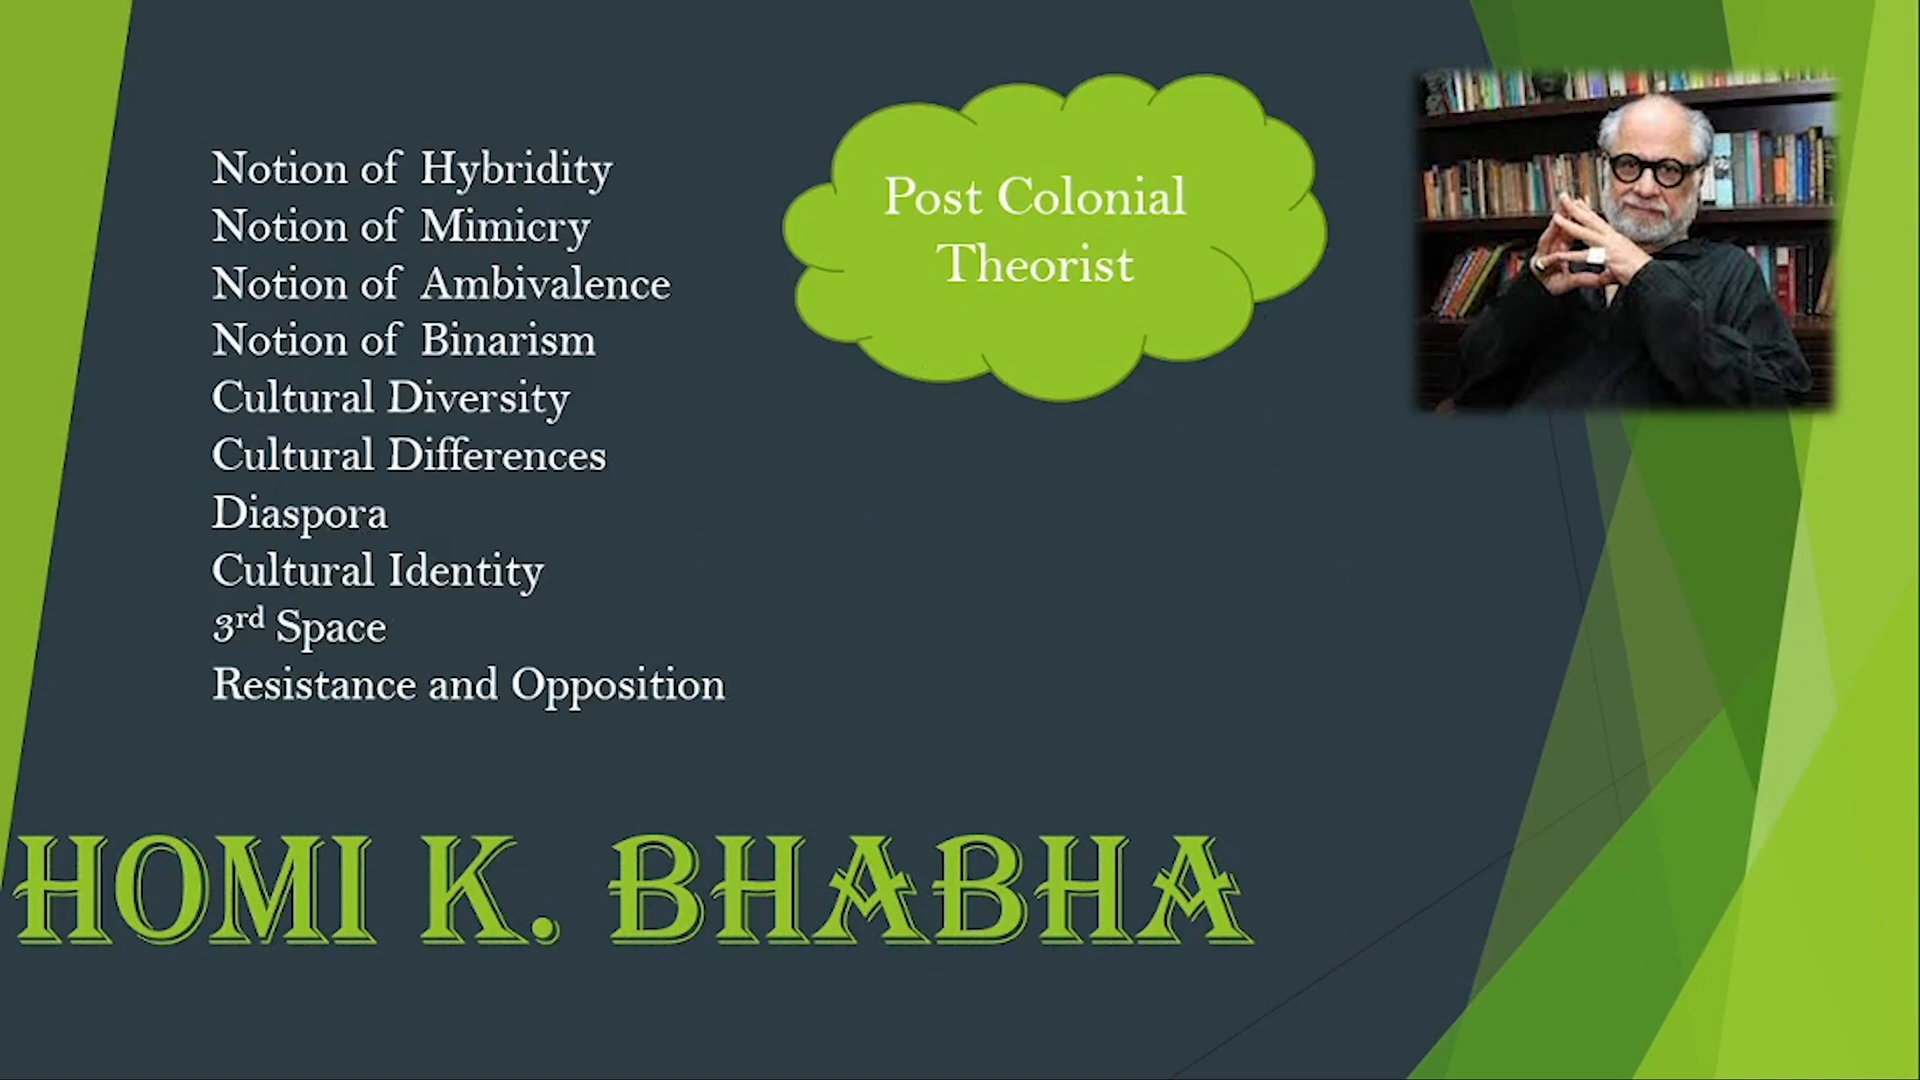 Notion of Hybridity
Notion of Mimicry
Notion of Ambivalence
Notion of Binarism
Cultural Diversity
Cultural Differences
Diaspora
Cultural Identity
3rd Space
Resistance and Opposition
Post Colonial
Theorist
HOMI K. BHABHA